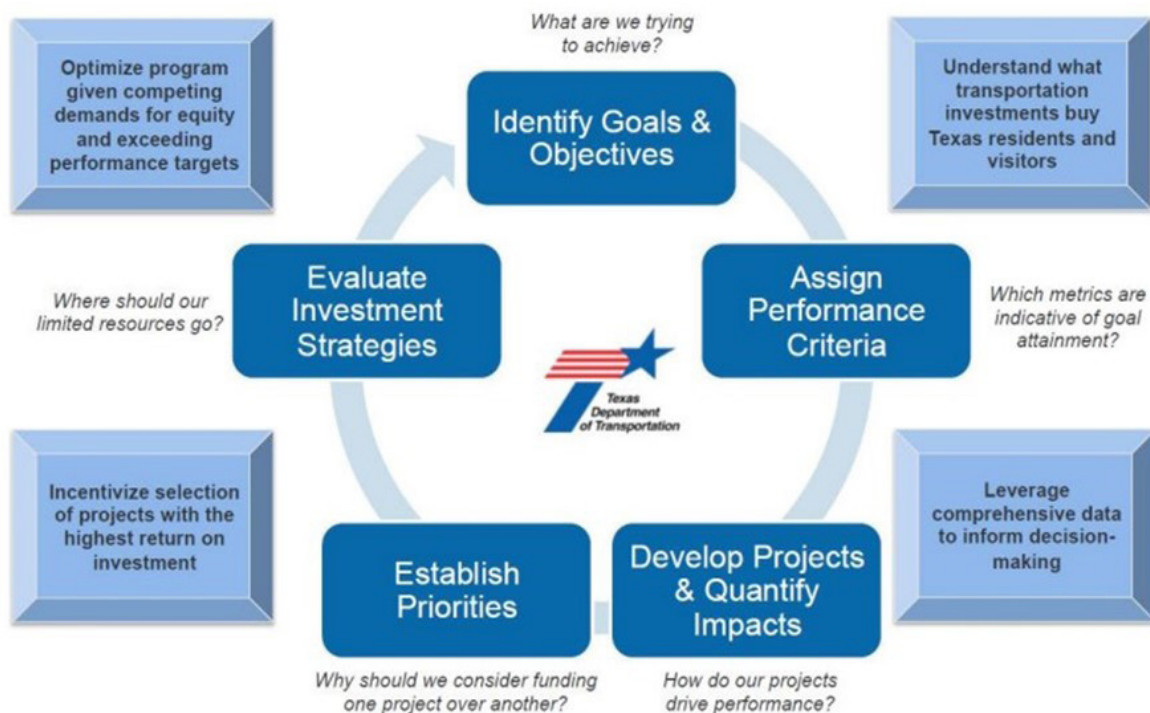 What are we trying
to achieve?
Identify Goals &
Objectives
Optimize program
given competing
demands for equity
and exceeding
performance targets
Understand what
transportation
investments buy
Texas residents and
visitors
Evaluate
Investment
Strategies
Where should our
limited resources go?
Assign
Performance
Criteria
Which metrics are
indicative of goal
attainment?
Texas
Department
of Transportation
Incentivize selection
of projects with the
highest return on
investment
Leverage
comprehensive data
to inform decision-
making
Establish
Priorities
Why should we consider funding
one project over another?
Develop Projects
& Quantify
Impacts
How do our projects
drive performance?